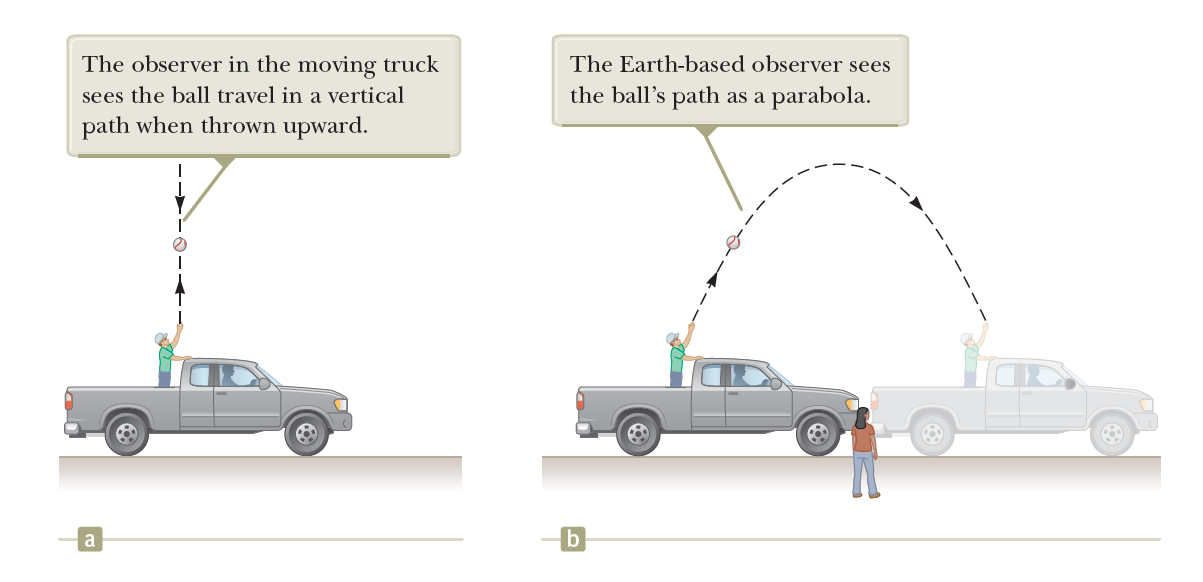 The observer in the moving truck
sees the ball travel in a vertical
path when thrown upward.
The Earth-based observer sees
the ball’s path as a parabola.
a
b